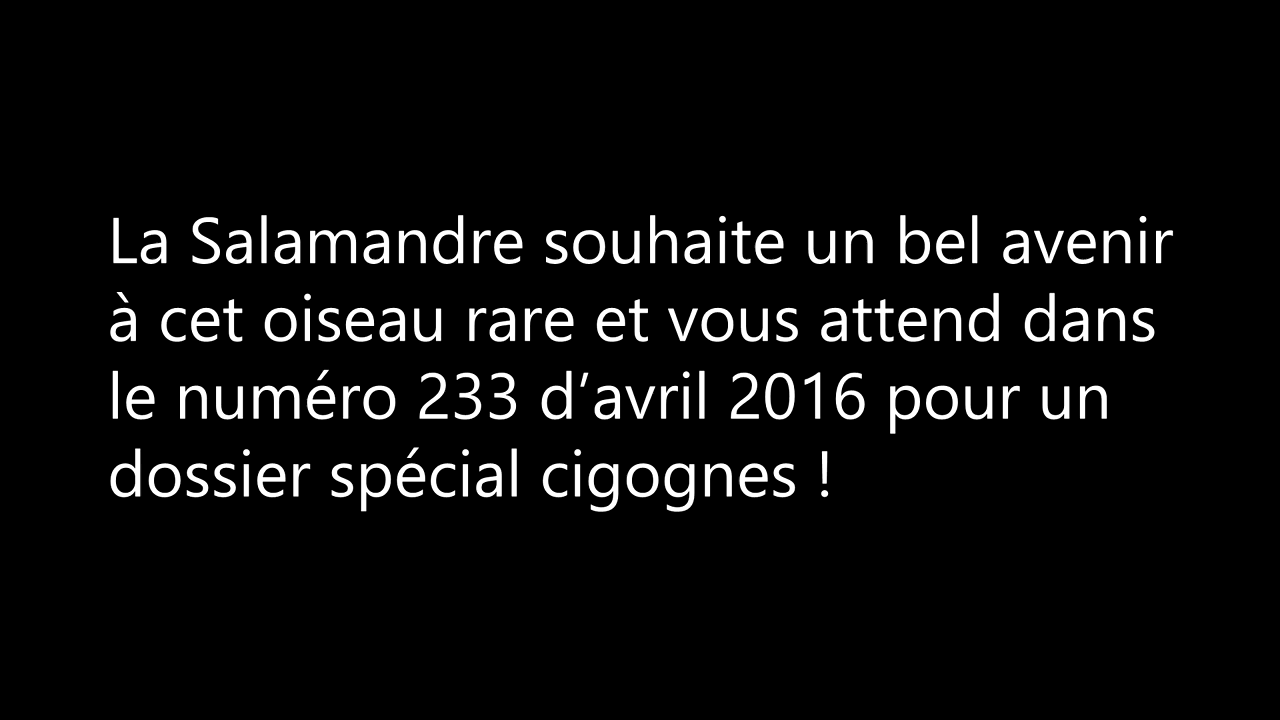 La Salamandre souhaite un bel avenir
à cet oiseau rare et vous attend dans
le numéro 233 d’avril 2016 pour un
dossier spécial cigognes !